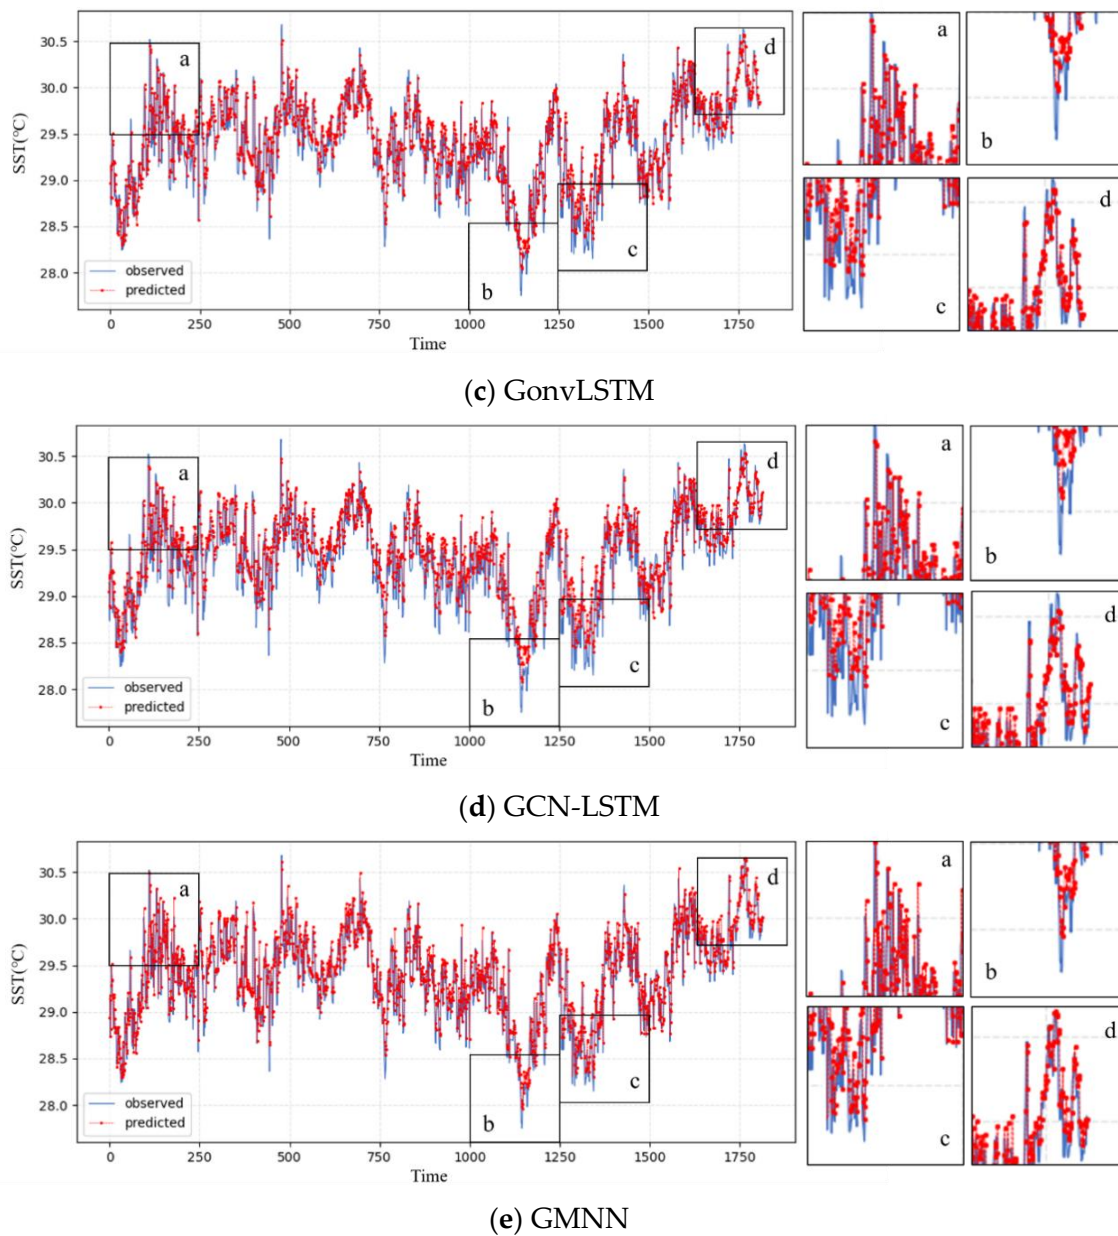 30.5
30.0
29.5
29.0
28.5
28.0
SST(°C)
a
b
c
d
observed
predicted
0 250 500 750 1000 1250 1500 1750
Time
a
b
c
d
(c) GonvLSTM
30.5
30.0
29.5
29.0
28.5
28.0
SST(°C)
a
b
c
d
observed
predicted
0 250 500 750 1000 1250 1500 1750
Time
a
b
c
d
(d) GCN-LSTM
30.5
30.0
29.5
29.0
28.5
28.0
SST(°C)
a
b
c
d
observed
predicted
0 250 500 750 1000 1250 1500 1750
Time
a
b
c
d
(e) GMNN